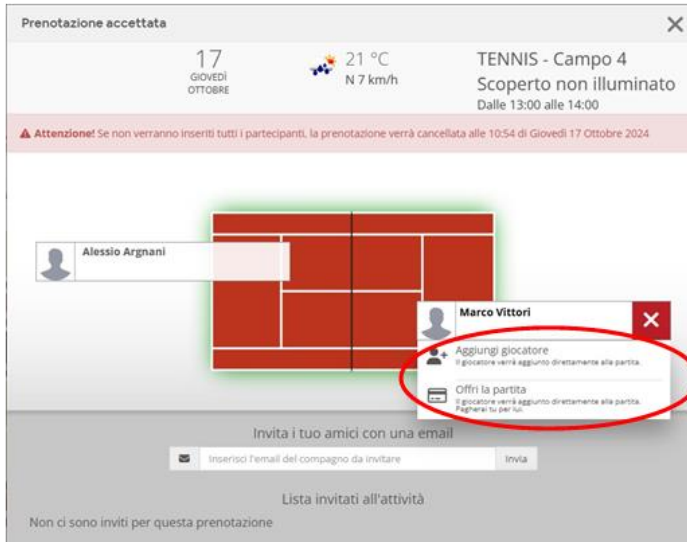 Prenotazione accettata
17
GIOVEDÌ
OTTOBRE
21 °C
N 7 km/h
TENNIS - Campo 4
Scoperto non illuminato
Dalle 13:00 alle 14:00
Attenzione! Se non verranno inseriti tutti i partecipanti, la prenotazione verrà cancellata alle 10:54 di Giovedì 17 Ottobre 2024
Alessio Argnani
Marco Vittori
Aggiungi giocatore
Il giocatore verrà aggiunto direttamente alla partita.
Offri la partita
Il giocatore verrà aggiunto direttamente alla partita.
Pagherai tu per lui.
Invita i tuo amici con una email
Inserisci l'email del compagno da invitare
Invia
Lista invitati all'attività
Non ci sono inviti per questa prenotazione